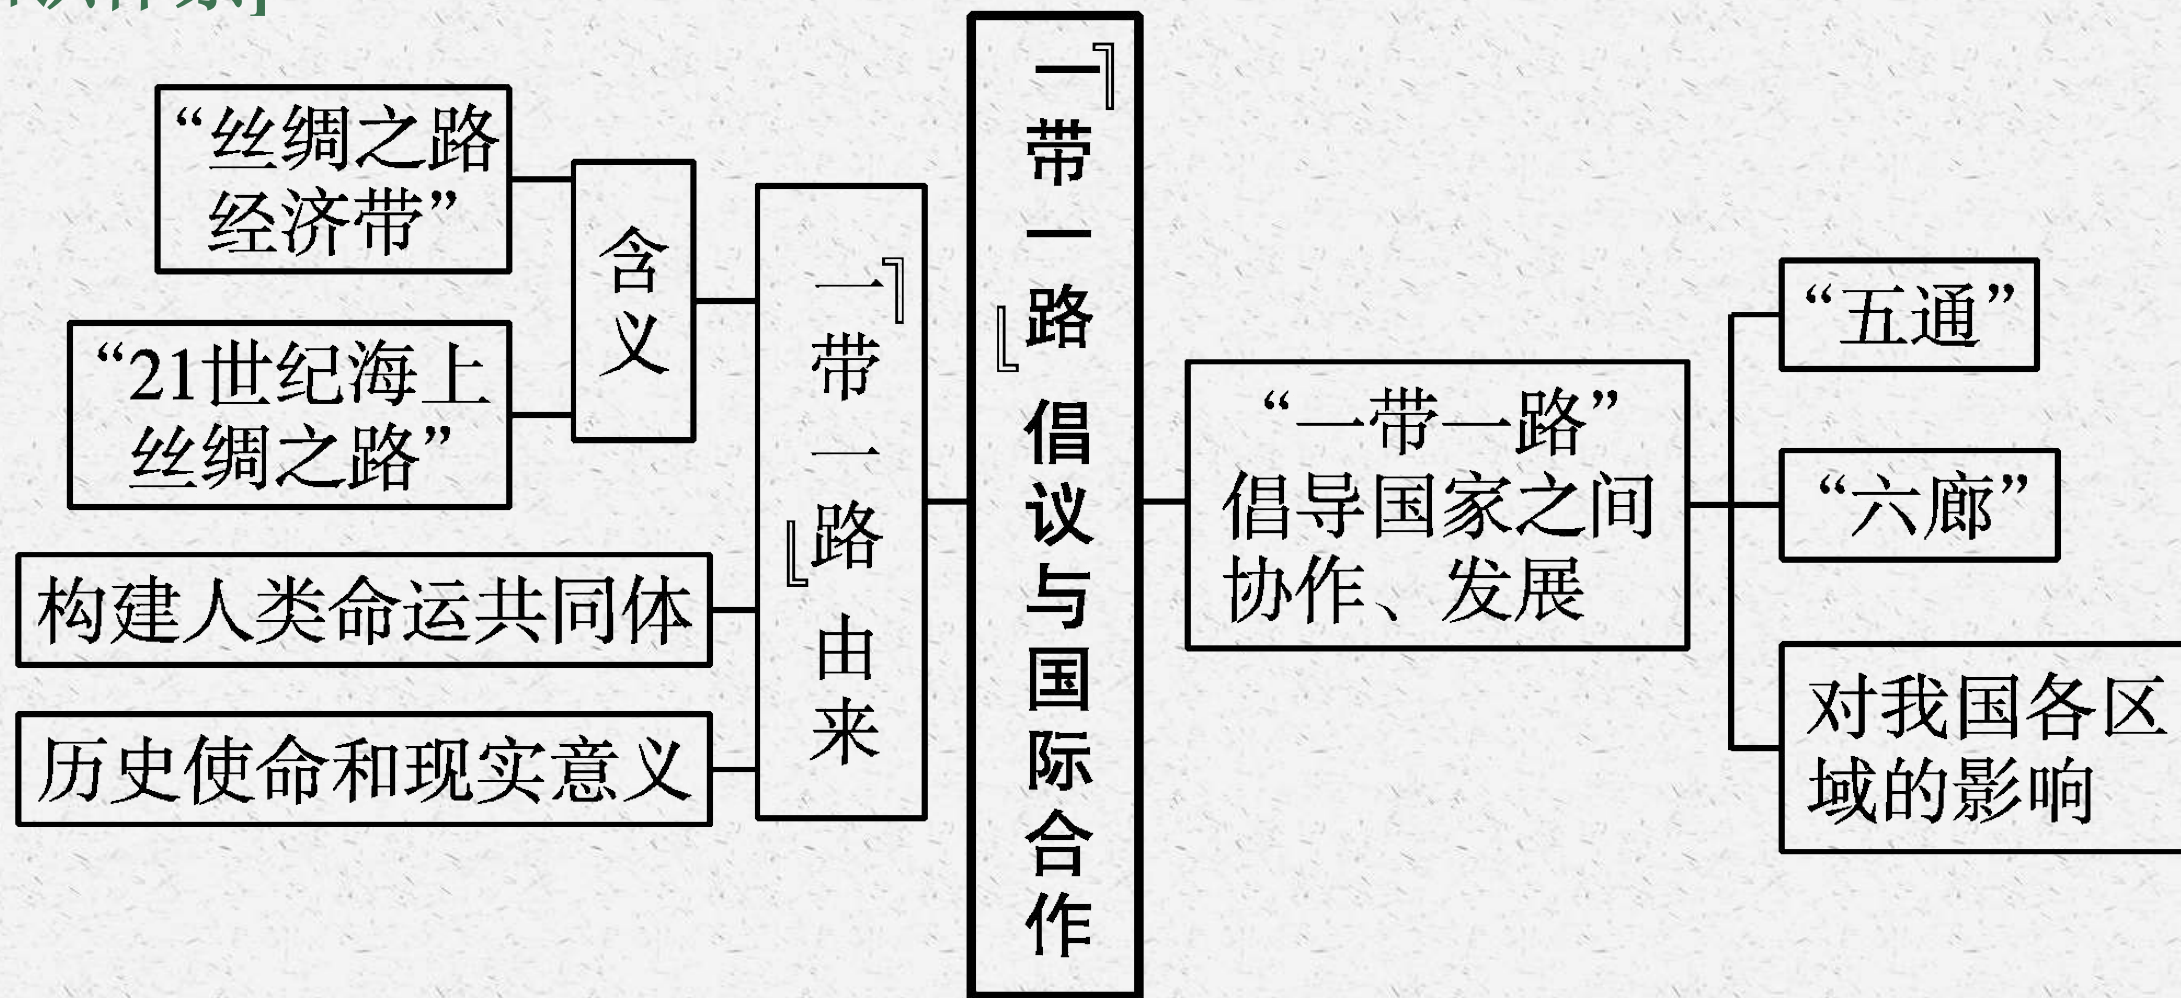 体系]
“丝绸之路
经济带”
“21世纪海上
丝绸之路”
含义
构建人类命运共同体
历史使命和现实意义
『一带一路』由来
『一带一路』倡议与国际合作
“一带一路”
倡导国家之间
协作、发展
“五通”
“六廊”
对我国各区
域的影响